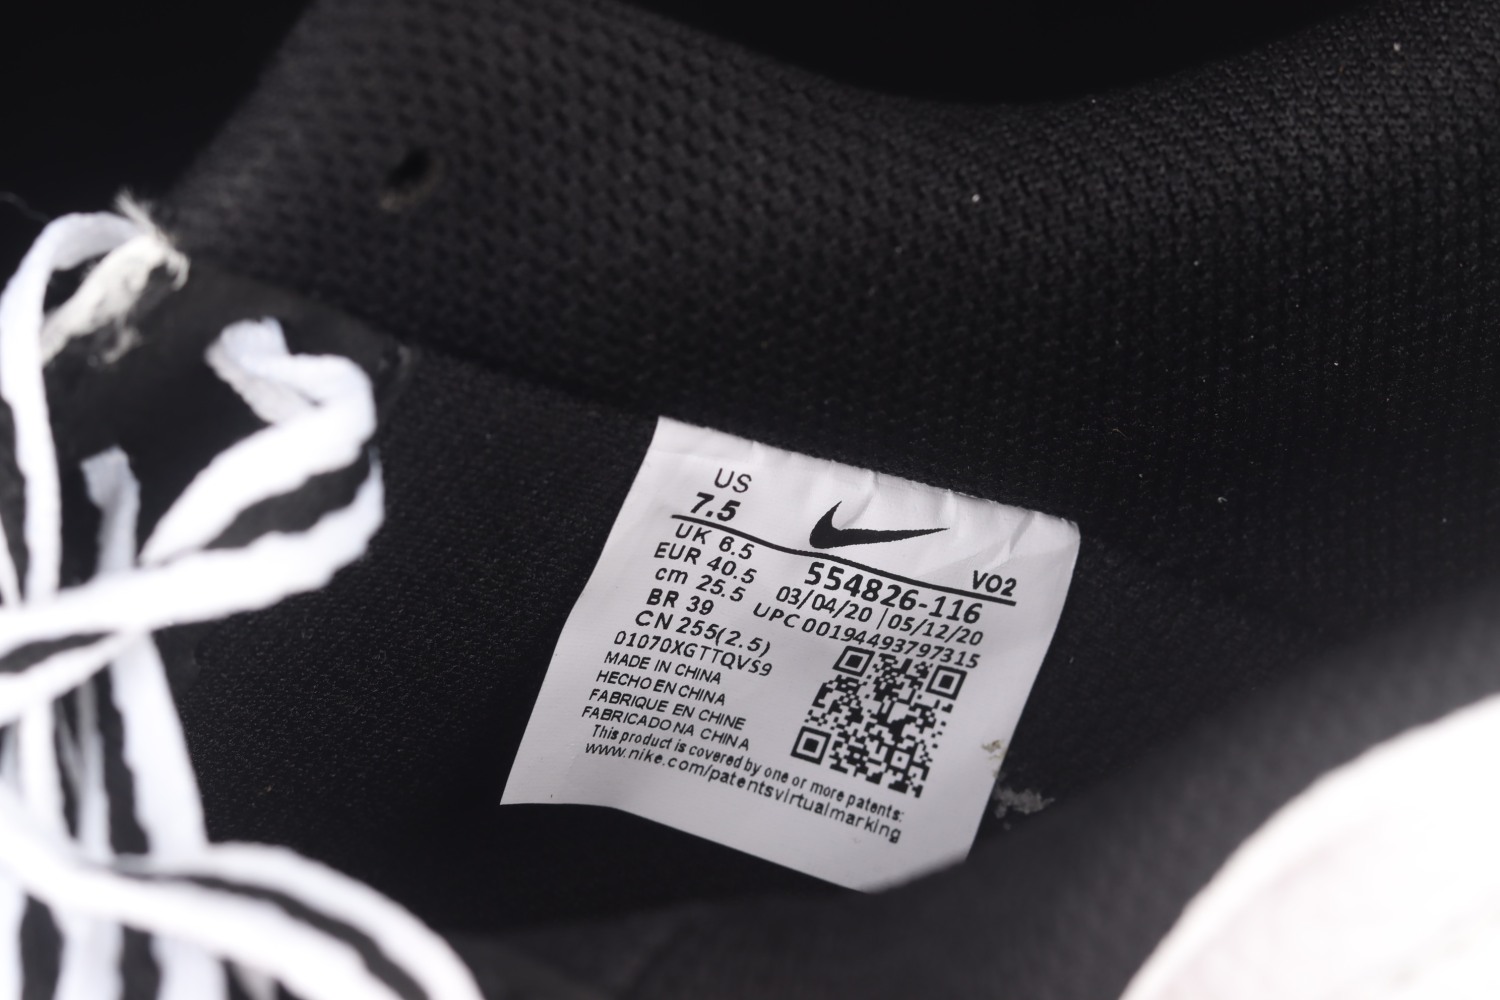 US
7.5
UK 6.5
EUR 40.5
cm 25.5
BR 39
CN 255(2.5)
01070XGTTQVS9
MADE IN CHINA
HECHO EN CHINA
FABRIQUE EN CHINE
FABRICADO NA CHINA
This product is covered by one or more patents:
www.nike.com/patentsvirtualmarking
VO2
554826-116
03/04/20 | 05/12/20
UPC 00194493797315